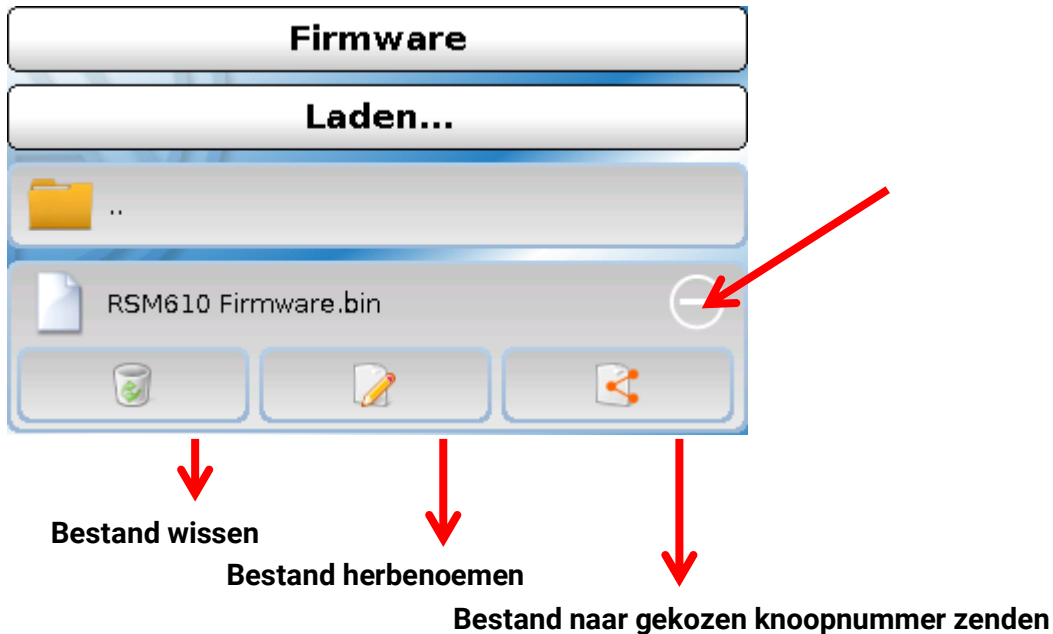 Firmware
Laden...
..
RSM610 Firmware.bin
Bestand wissen
Bestand herbenoemen
Bestand naar gekozen knoopnummer zenden